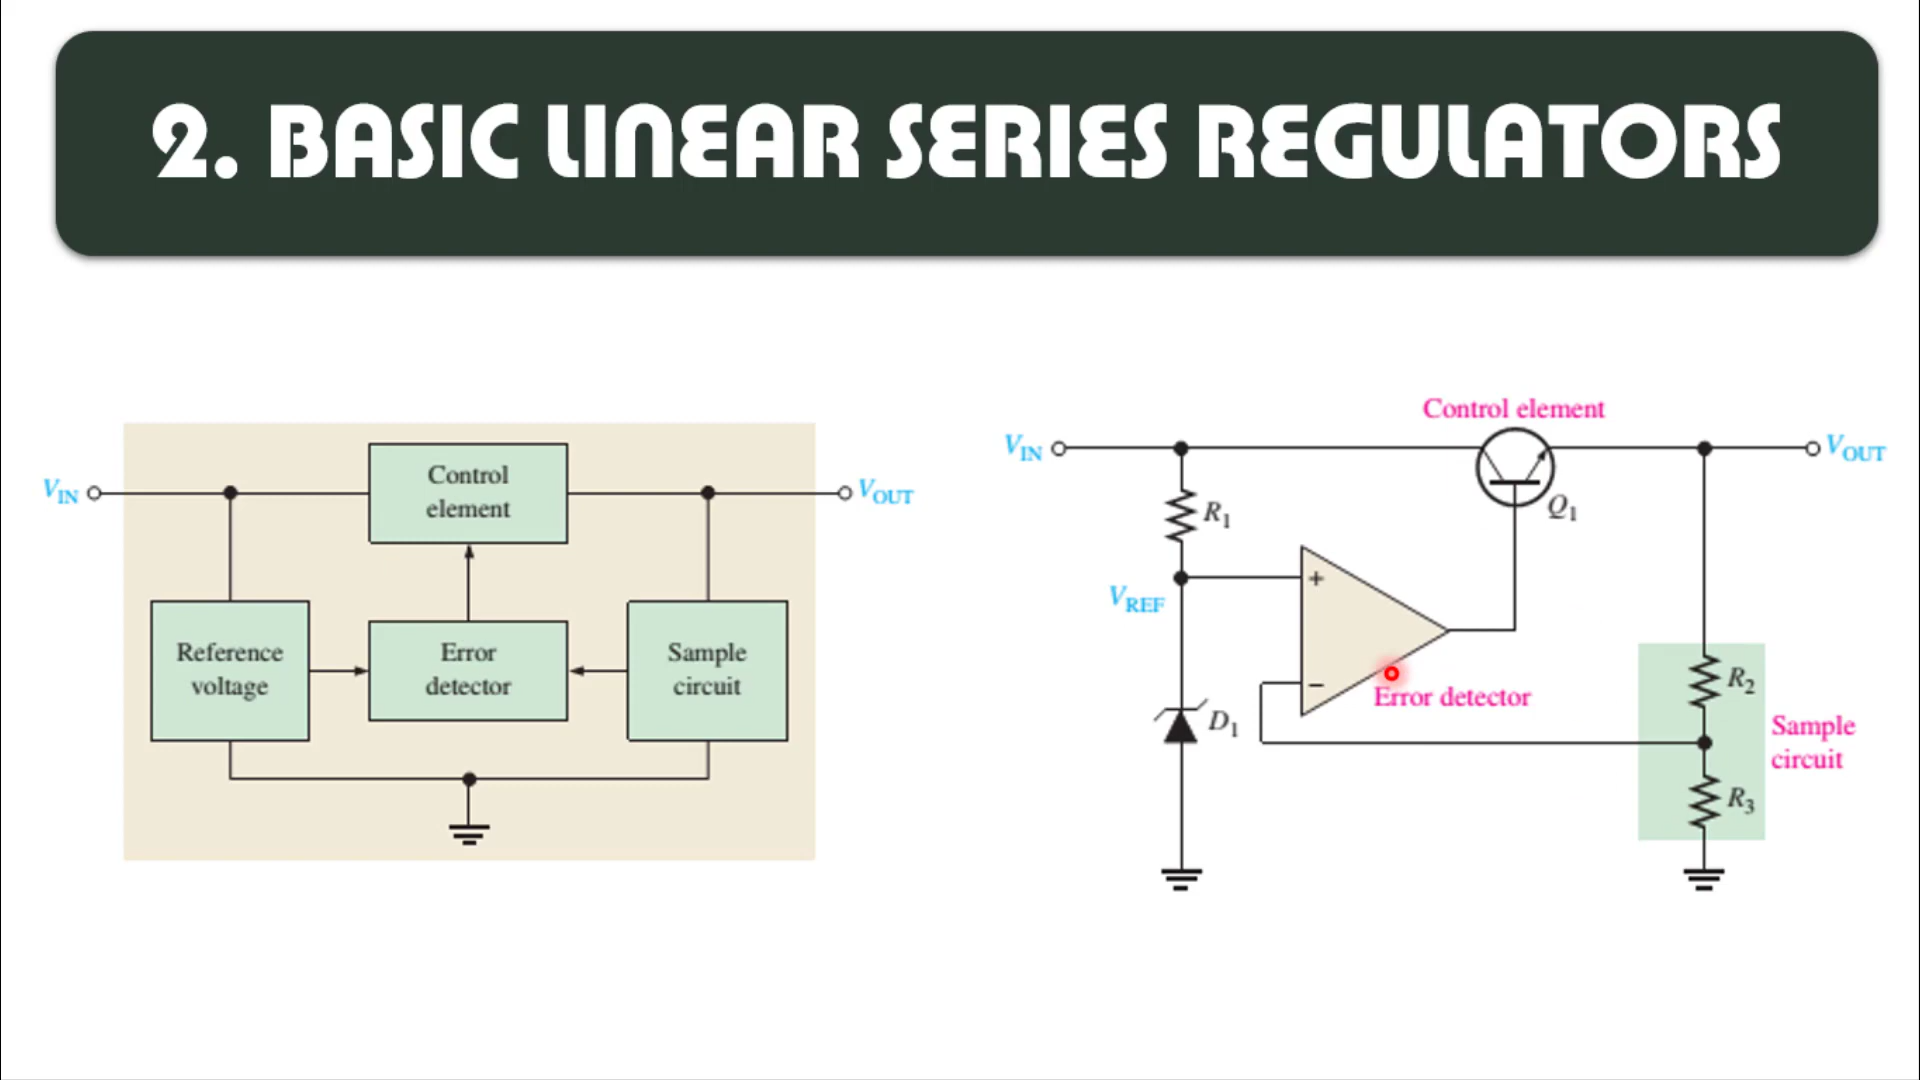 2. BASIC LINEAR SERIES REGULATORS
VIN
Control
element
VOUT
Reference
voltage
Error
detector
Sample
circuit
Control element
VIN
VOUT
Q1
R1
+
VREF
−
Error detector
D1
R2
Sample
circuit
R3